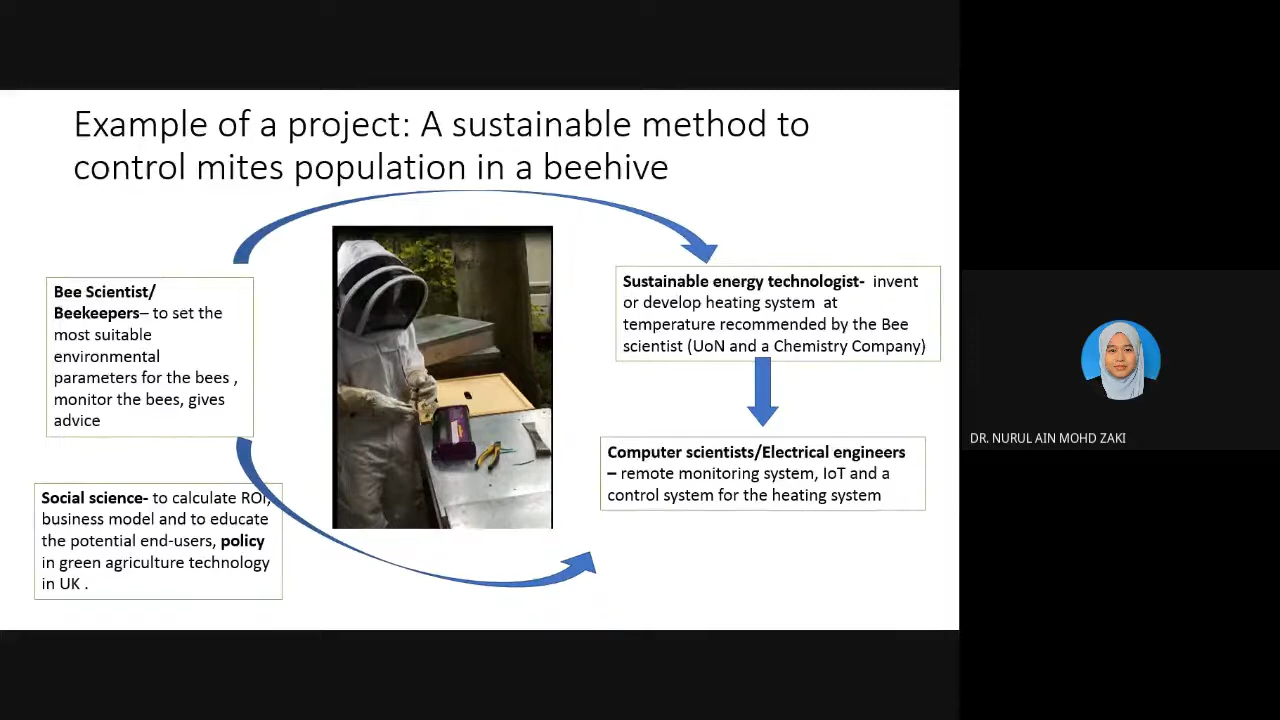 Example of a project: A sustainable method to
control mites population in a beehive
Bee Scientist/
Beekeepers– to set the
most suitable
environmental
parameters for the bees ,
monitor the bees, gives
advice
Social science- to calculate ROI,
business model and to educate
the potential end-users, policy
in green agriculture technology
in UK .
Sustainable energy technologist-  invent
or develop heating system  at
temperature recommended by the Bee
scientist (UoN and a Chemistry Company)
Computer scientists/Electrical engineers
– remote monitoring system, IoT and a
control system for the heating system
DR. NURUL AIN MOHD ZAKI